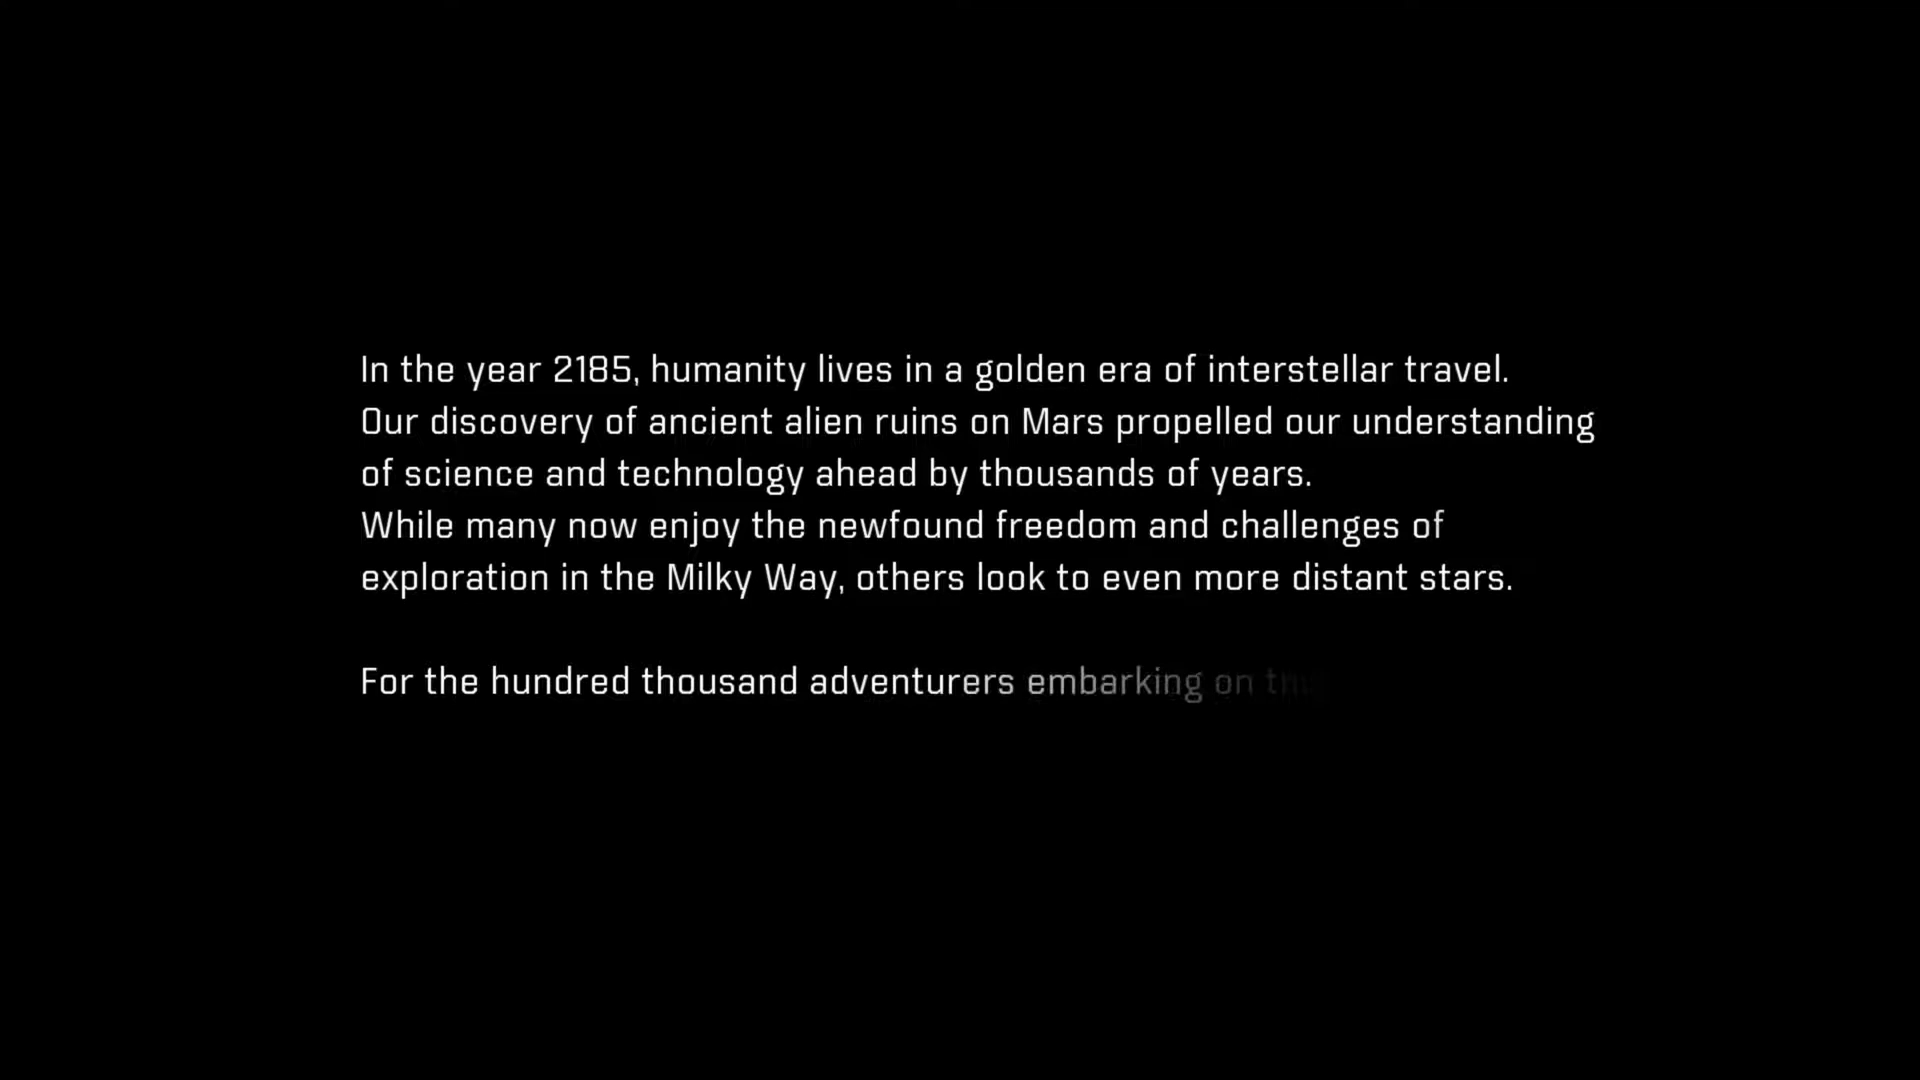 In the year 2185, humanity lives in a golden era of interstellar travel.
Our discovery of ancient alien ruins on Mars propelled our understanding
of science and technology ahead by thousands of years.
While many now enjoy the newfound freedom and challenges of
exploration in the Milky Way, others look to even more distant stars.
For the hundred thousand adventurers embarking on